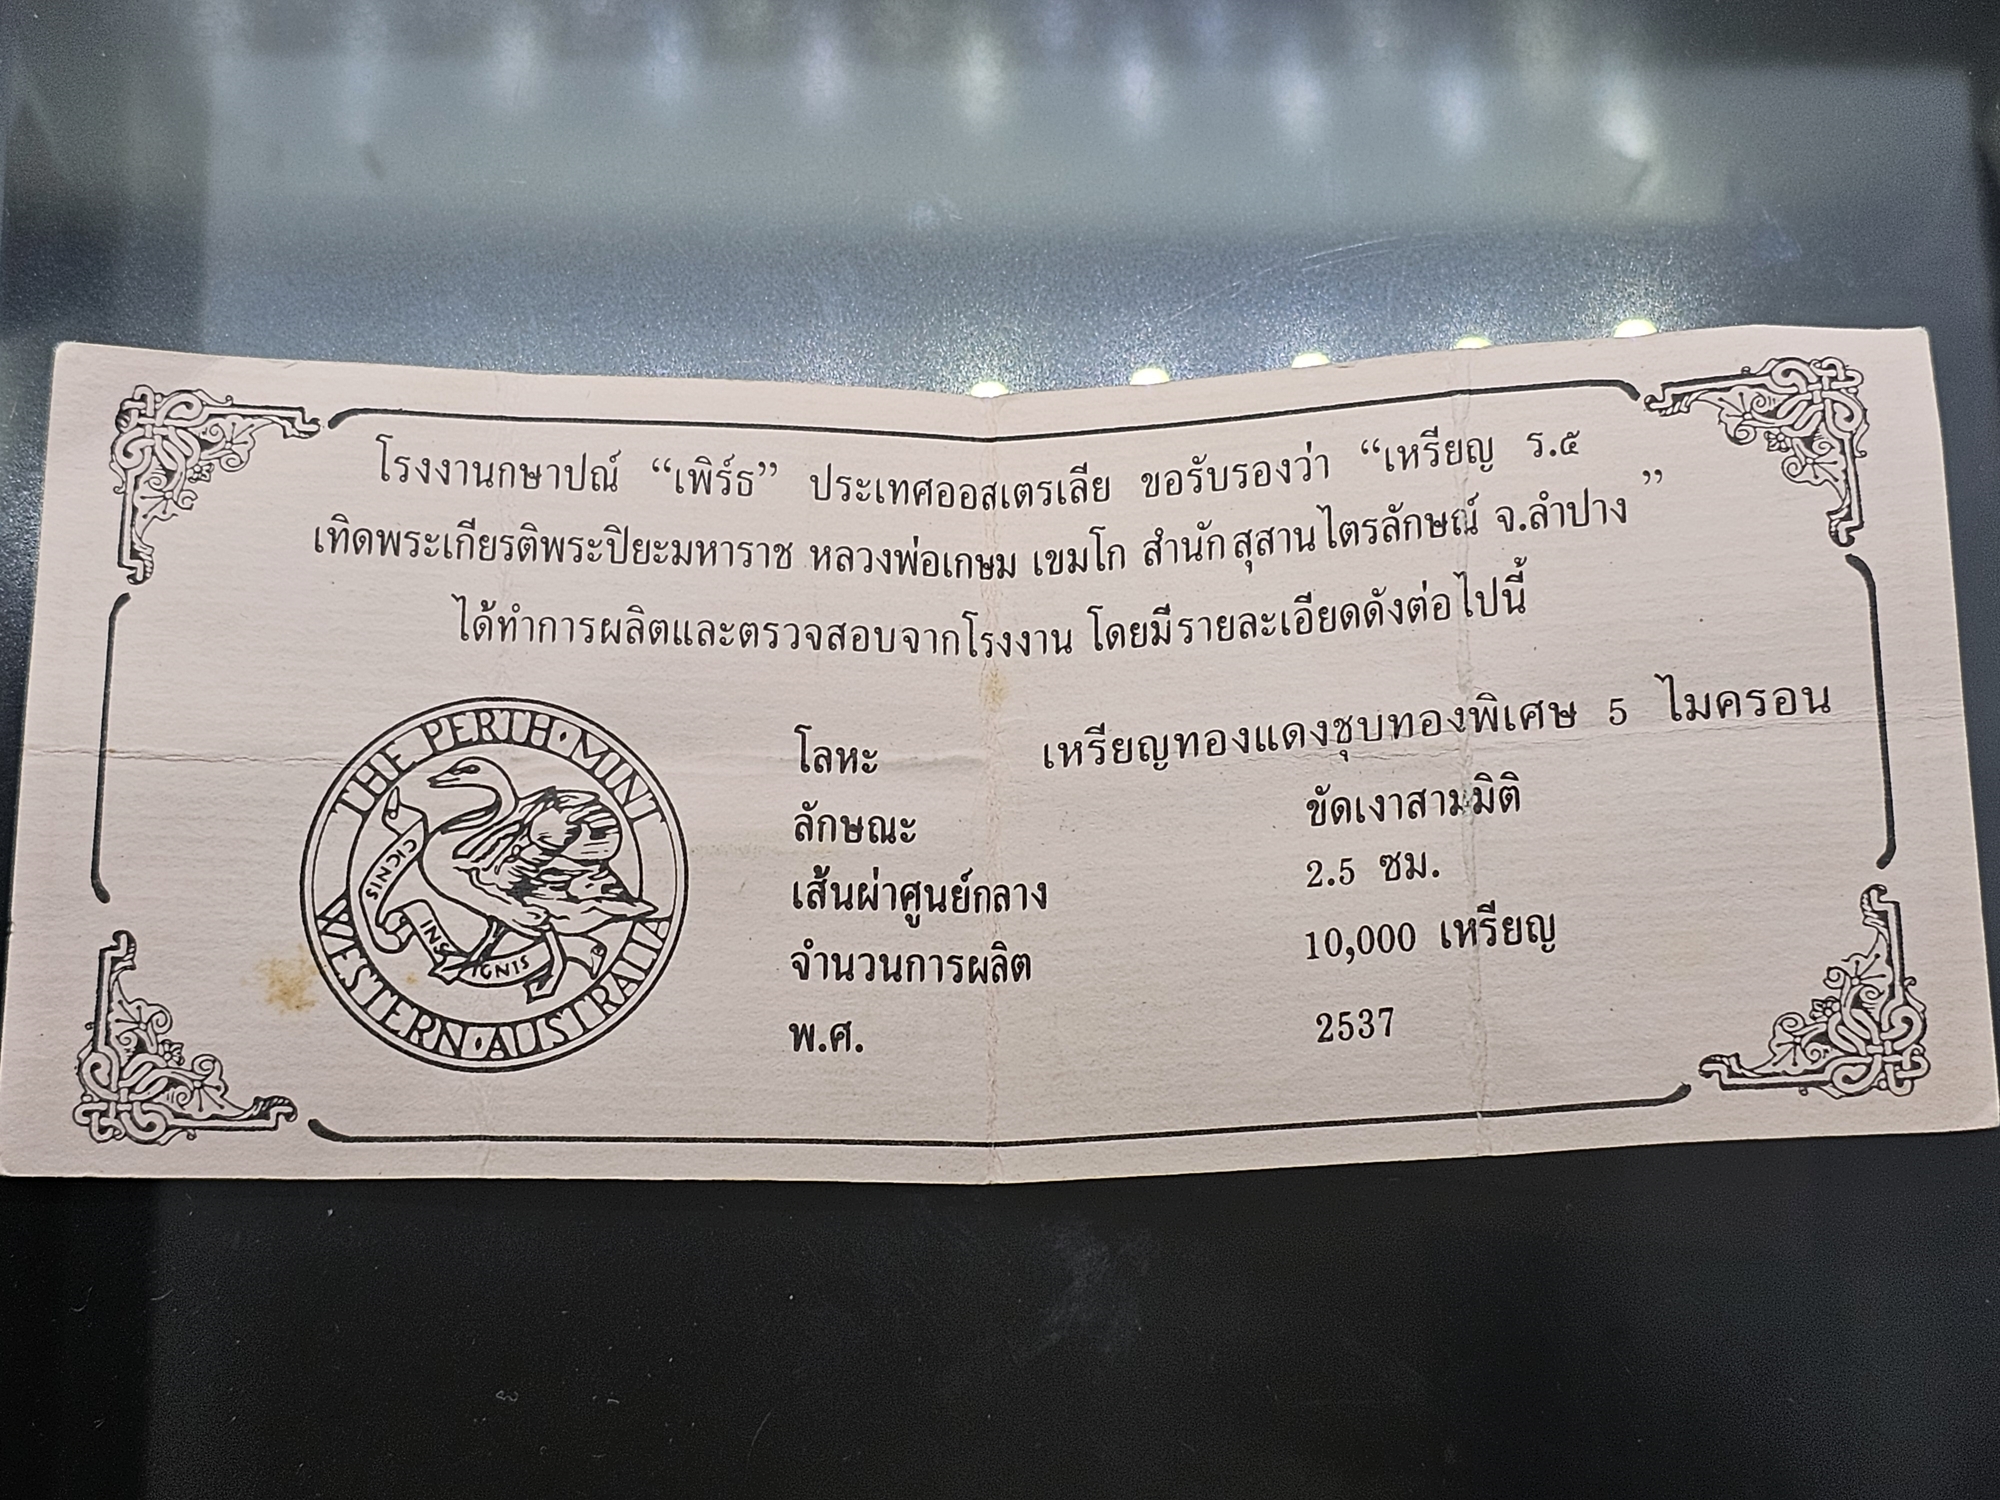 โรงงานกษาปณ์ “เพิร์ธ” ประเทศออสเตรเลีย ขอรับรองว่า “เหรียญ ร.๕
เทิดพระเกียรติพระปิยะมหาราช หลวงพ่อเกษม เขมโก สำนักสุสานไตรลักษณ์ จ.ลำปาง ”
ได้ทำการผลิตและตรวจสอบจากโรงงาน โดยมีรายละเอียดดังต่อไปนี้
THE PERTH·MINT
WESTERN·AUSTRALIA
CICNIS
INSI
IGNIS
โลหะ เหรียญทองแดงชุบทองพิเศษ 5 ไมครอน
ลักษณะ ขัดเงาสามมิติ
เส้นผ่าศูนย์กลาง 2.5 ซม.
จำนวนการผลิต 10,000 เหรียญ
พ.ศ. 2537